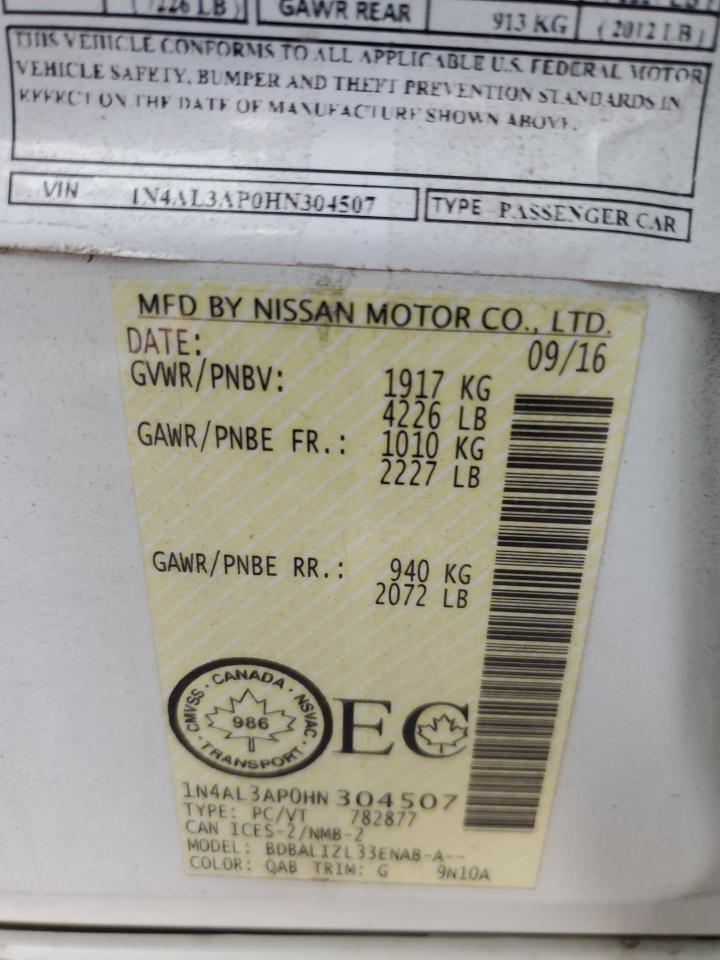 GAWR REAR 913 KG ( 2012 LB )
THIS VEHICLE CONFORMS TO ALL APPLICABLE U.S. FEDERAL MOTOR
VEHICLE SAFETY, BUMPER AND THEFT PREVENTION STANDARDS IN
EFFECT ON THE DATE OF MANUFACTURE SHOWN ABOVE.
VIN 1N4AL3AP0HN304507 TYPE PASSENGER CAR
MFD BY NISSAN MOTOR CO., LTD.
DATE: 09/16
GVWR/PNBV: 1917 KG
4226 LB
GAWR/PNBE FR.: 1010 KG
2227 LB
GAWR/PNBE RR.: 940 KG
2072 LB
CANADA · NSVAC · TRANSPORT · CMVSS ·
986
EC
1N4AL3AP0HN 304507
TYPE: PC/VT 782877
CAN ICES-2/NMB-2
MODEL: BDBALIZL33ENAB-A--
COLOR: QAB TRIM: G 9N10A